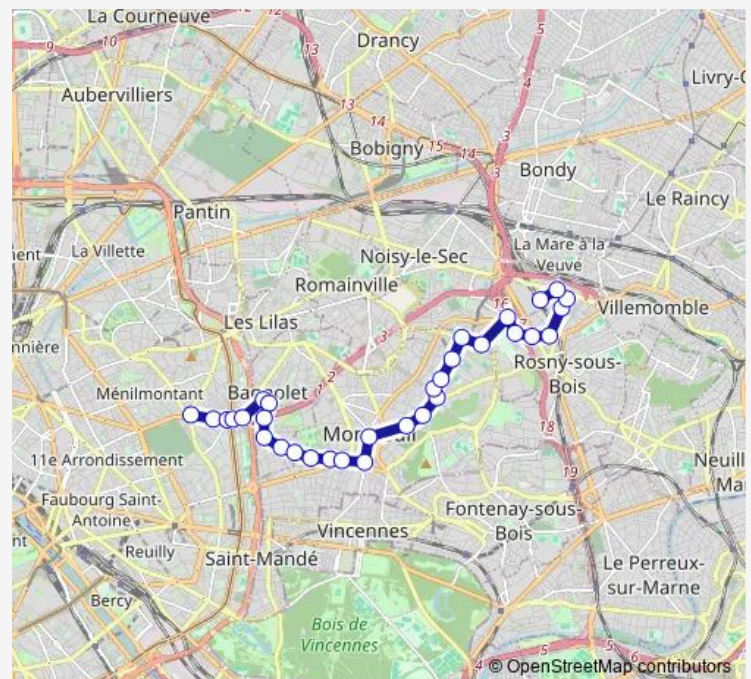 La Courneuve
Drancy
Livry-G
Aubervilliers
Bobigny
Bondy
Le Raincy
Pantin
La Villette
Noisy-le-Sec
La Mare à la
Veuve
Romainville
Villemomble
Les Lilas
Rosny-sous-
Bois
Ménilmontant
11e Arrondissement
Faubourg Saint-
Antoine
Neuil
Fontenay-sous-
Bois
Vincennes
Reuilly
Saint-Mandé
Le Perreux-
sur-Marne
Bercy
Bois de
Vincennes
© OpenStreetMap contributors